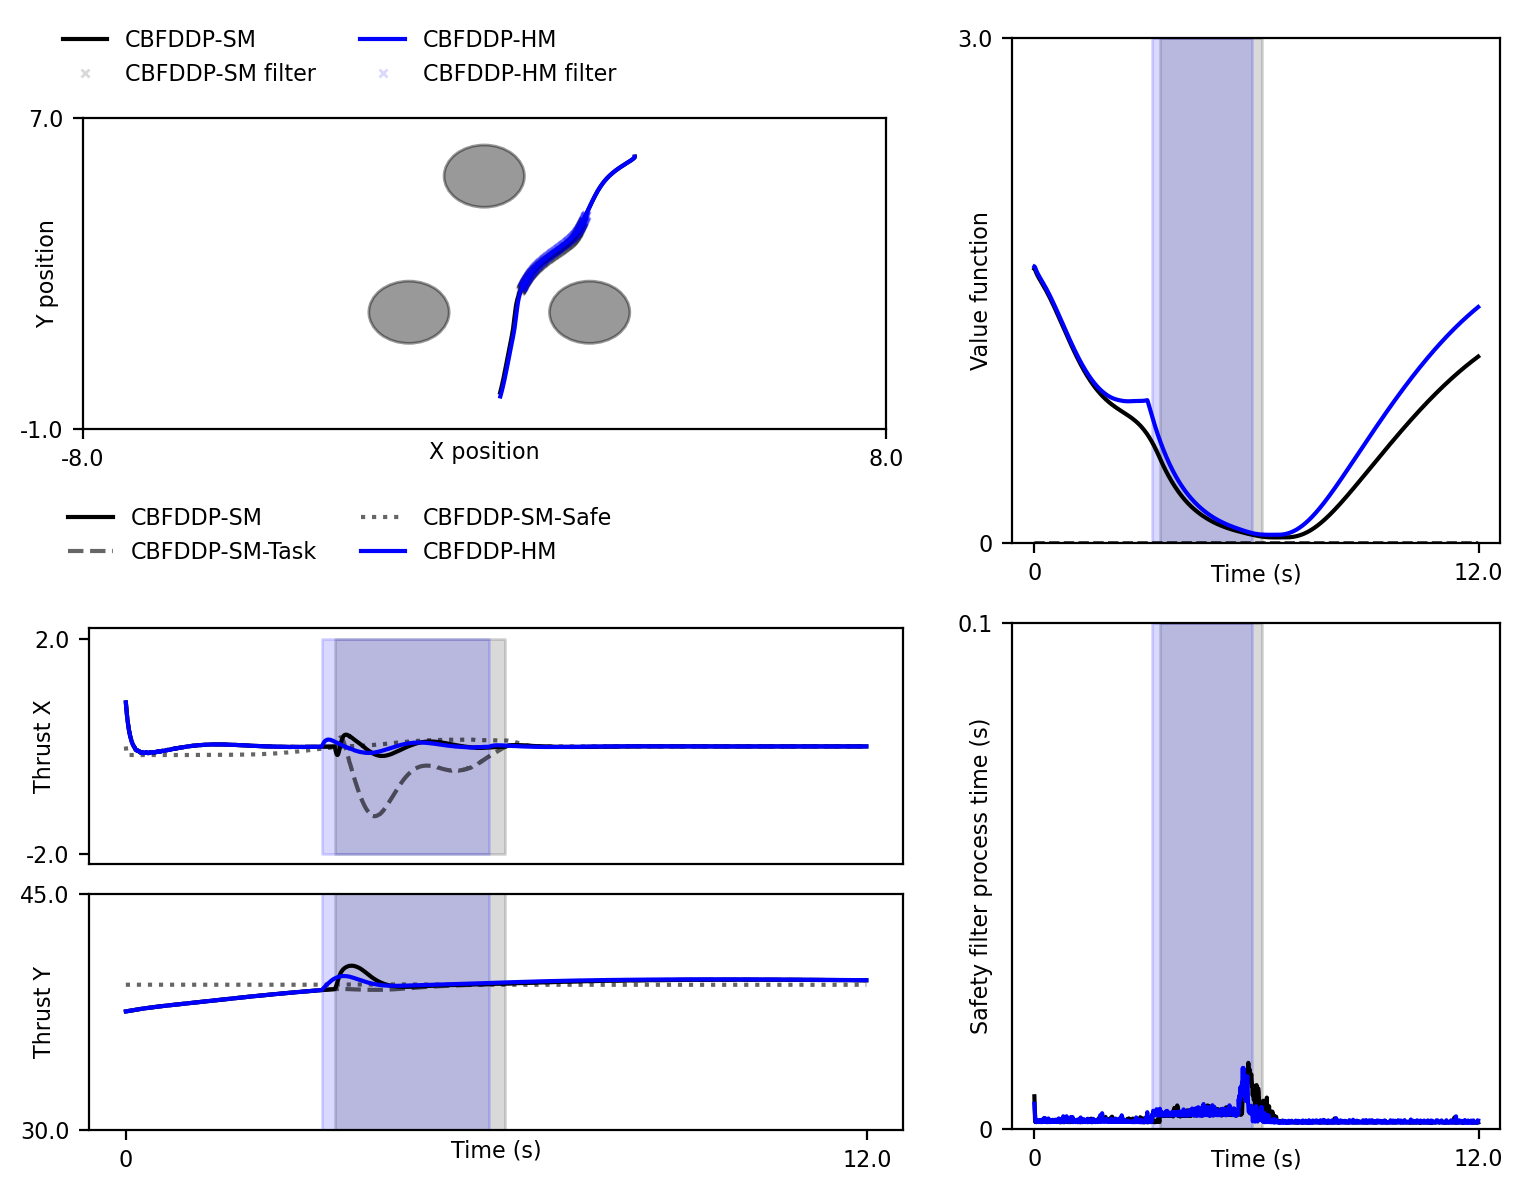 CBFDDP-SM
CBFDDP-HM
CBFDDP-SM filter
CBFDDP-HM filter
7.0
Y position
-1.0
-8.0
X position
8.0
CBFDDP-SM
CBFDDP-SM-Safe
CBFDDP-SM-Task
CBFDDP-HM
2.0
Thrust X
-2.0
45.0
Thrust Y
30.0
0
Time (s)
12.0
3.0
Value function
0
0
Time (s)
12.0
0.1
Safety filter process time (s)
0
0
Time (s)
12.0